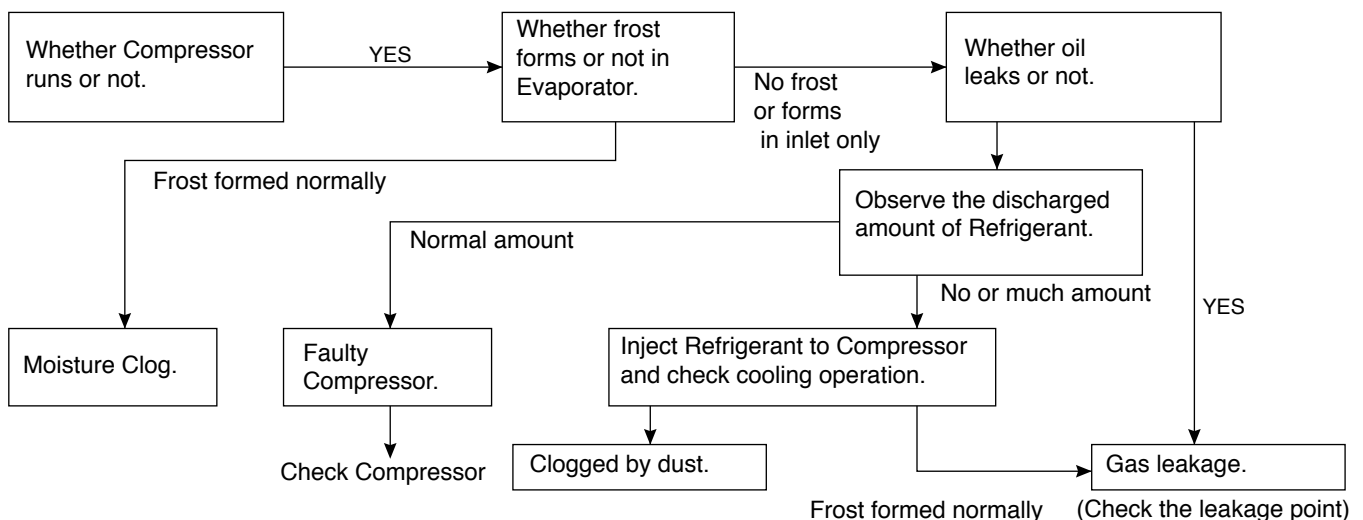 Whether Compressor
runs or not.
YES
Whether frost
forms or not in
Evaporator.
No frost
or forms
in inlet only
Whether oil
leaks or not.
Frost formed normally
Observe the discharged
amount of Refrigerant.
Normal amount
No or much amount
YES
Moisture Clog.
Faulty
Compressor.
Inject Refrigerant to Compressor
and check cooling operation.
Check Compressor
Clogged by dust.
Gas leakage.
Frost formed normally
(Check the leakage point)